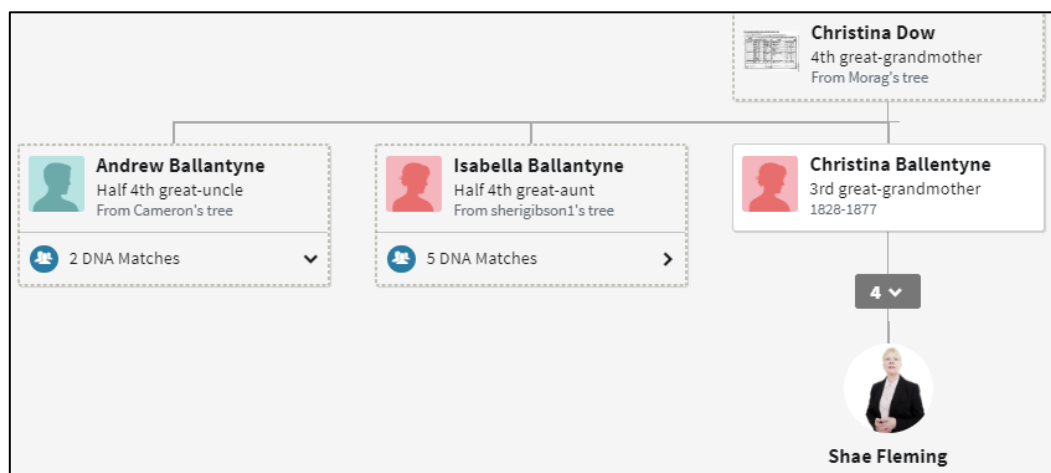 Christina Dow
4th great-grandmother
From Morag's tree
Andrew Ballantyne
Half 4th great-uncle
From Cameron's tree
2 DNA Matches
Isabella Ballantyne
Half 4th great-aunt
From sherigibson1's tree
5 DNA Matches
Christina Ballentyne
3rd great-grandmother
1828-1877
4
Shae Fleming